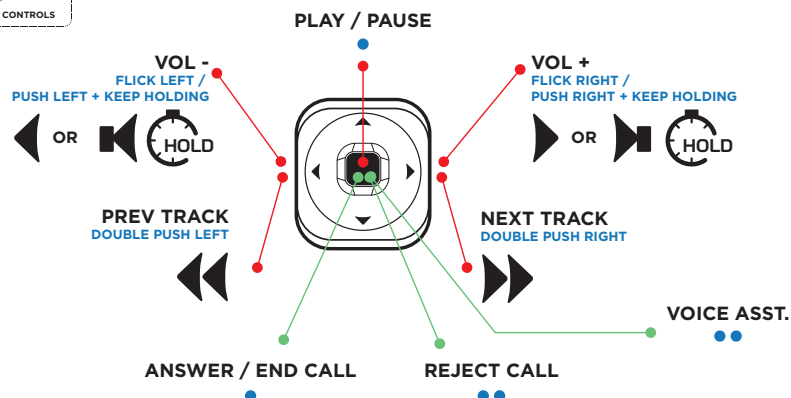 CONTROLS
PLAY / PAUSE
VOL -
FLICK LEFT /
PUSH LEFT + KEEP HOLDING
OR
HOLD
VOL +
FLICK RIGHT /
PUSH RIGHT + KEEP HOLDING
OR
HOLD
PREV TRACK
DOUBLE PUSH LEFT
NEXT TRACK
DOUBLE PUSH RIGHT
VOICE ASST.
ANSWER / END CALL
REJECT CALL